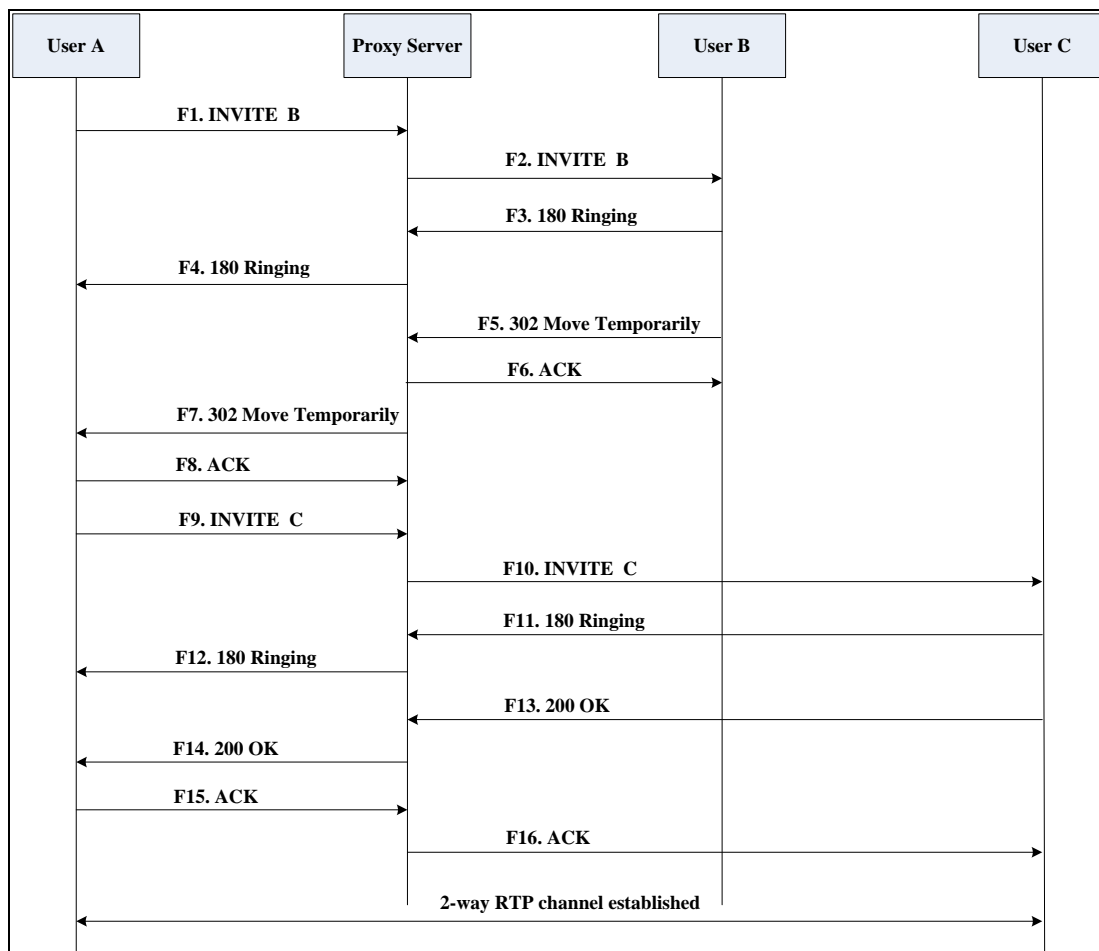 User A
Proxy Server
User B
User C
F1. INVITE B
F2. INVITE B
F3. 180 Ringing
F4. 180 Ringing
F5. 302 Move Temporarily
F6. ACK
F7. 302 Move Temporarily
F8. ACK
F9. INVITE C
F10. INVITE C
F11. 180 Ringing
F12. 180 Ringing
F13. 200 OK
F14. 200 OK
F15. ACK
F16. ACK
2-way RTP channel established